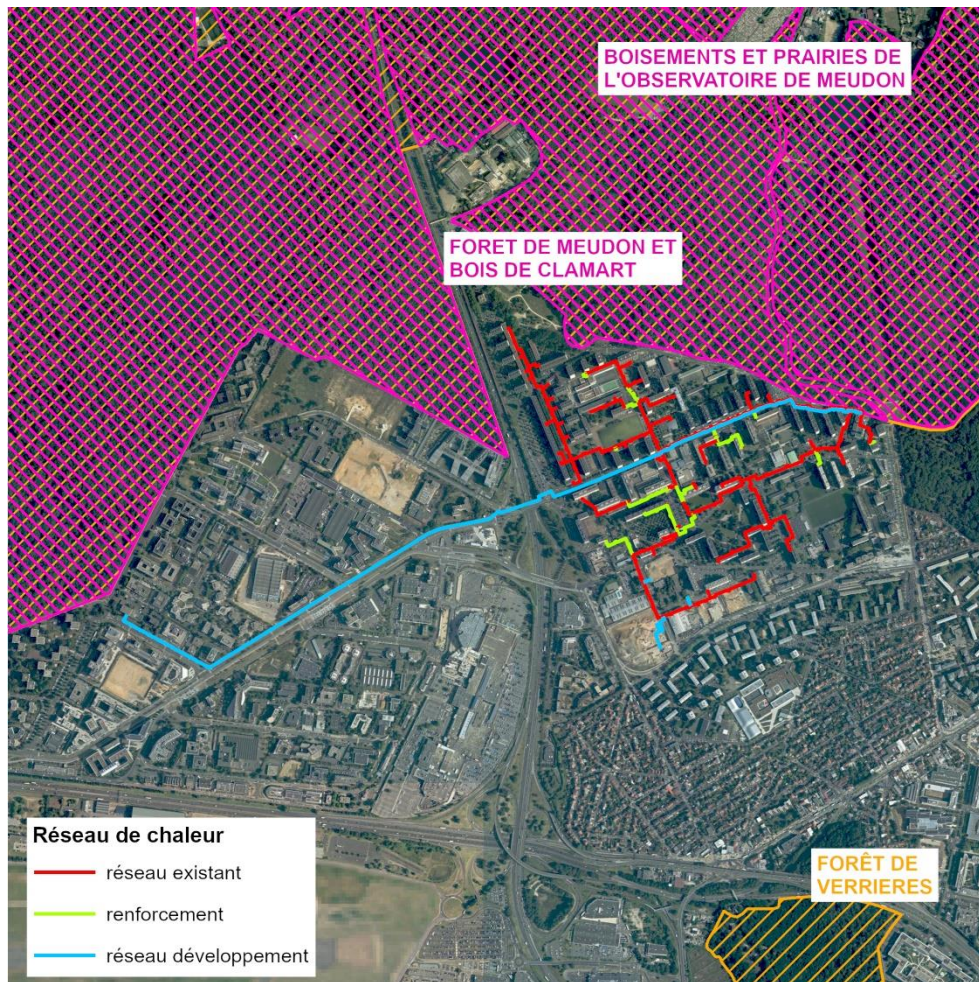 BOISEMENTS ET PRAIRIES DE
L'OBSERVATOIRE DE MEUDON
FORET DE MEUDON ET
BOIS DE CLAMART
FORÊT DE
VERRIERES
Réseau de chaleur
réseau existant
renforcement
réseau développement